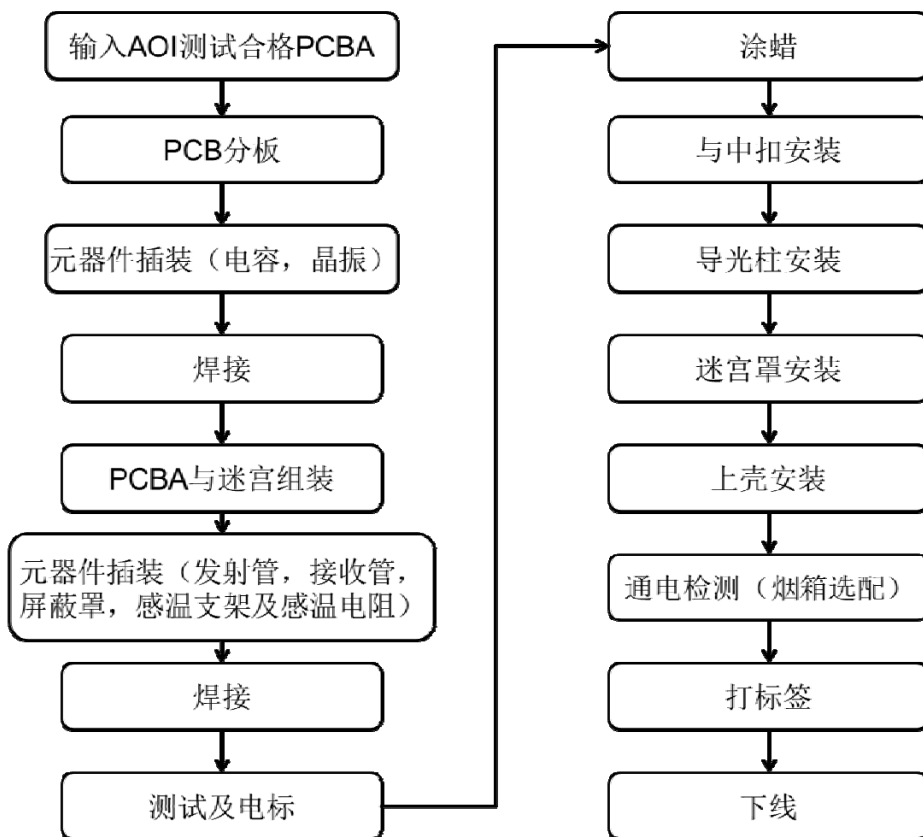 输入AOI测试合格PCBA
PCB分板
元器件插装（电容，晶振）
焊接
PCBA与迷宫组装
元器件插装（发射管，接收管，
屏蔽罩，感温支架及感温电阻）
焊接
测试及电标
涂蜡
与中扣安装
导光柱安装
迷宫罩安装
上壳安装
通电检测（烟箱选配）
打标签
下线